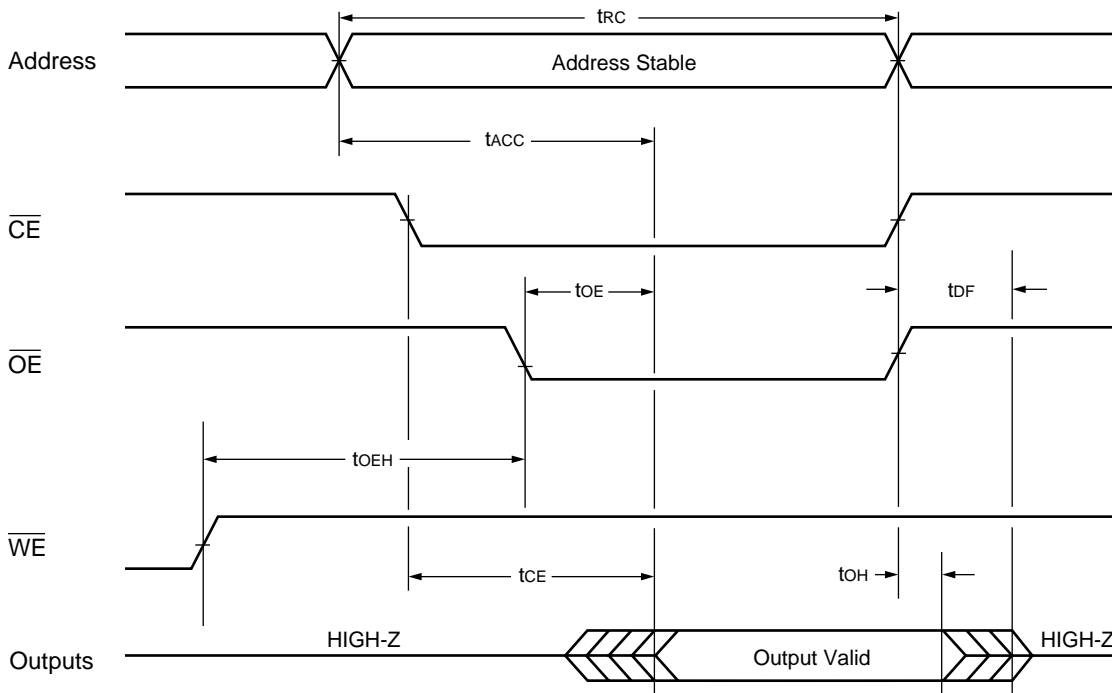 tRC
Address
Address Stable
tACC
CE
tOE
tDF
OE
tOEH
WE
tCE
tOH
HIGH-Z
HIGH-Z
Outputs
Output Valid